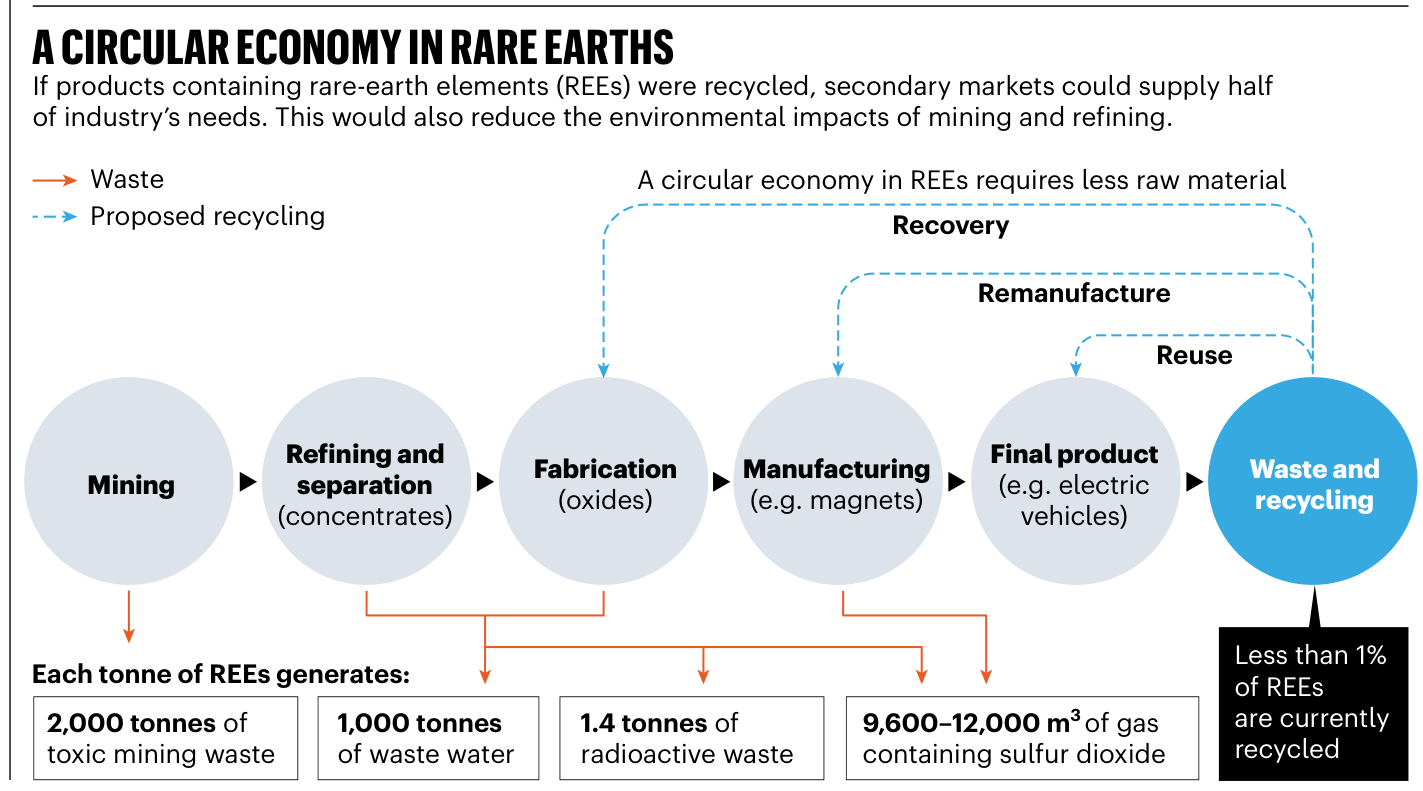 A CIRCULAR ECONOMY IN RARE EARTHS
If products containing rare-earth elements (REEs) were recycled, secondary markets could supply half
of industry’s needs. This would also reduce the environmental impacts of mining and refining.
Waste
Proposed recycling
A circular economy in REEs requires less raw material
Recovery
Remanufacture
Reuse
Mining
Refining and
separation
(concentrates)
Fabrication
(oxides)
Manufacturing
(e.g. magnets)
Final product
(e.g. electric
vehicles)
Waste and
recycling
Each tonne of REEs generates:
2,000 tonnes of
toxic mining waste
1,000 tonnes
of waste water
1.4 tonnes of
radioactive waste
9,600–12,000 m³ of gas
containing sulfur dioxide
Less than 1%
of REEs
are currently
recycled